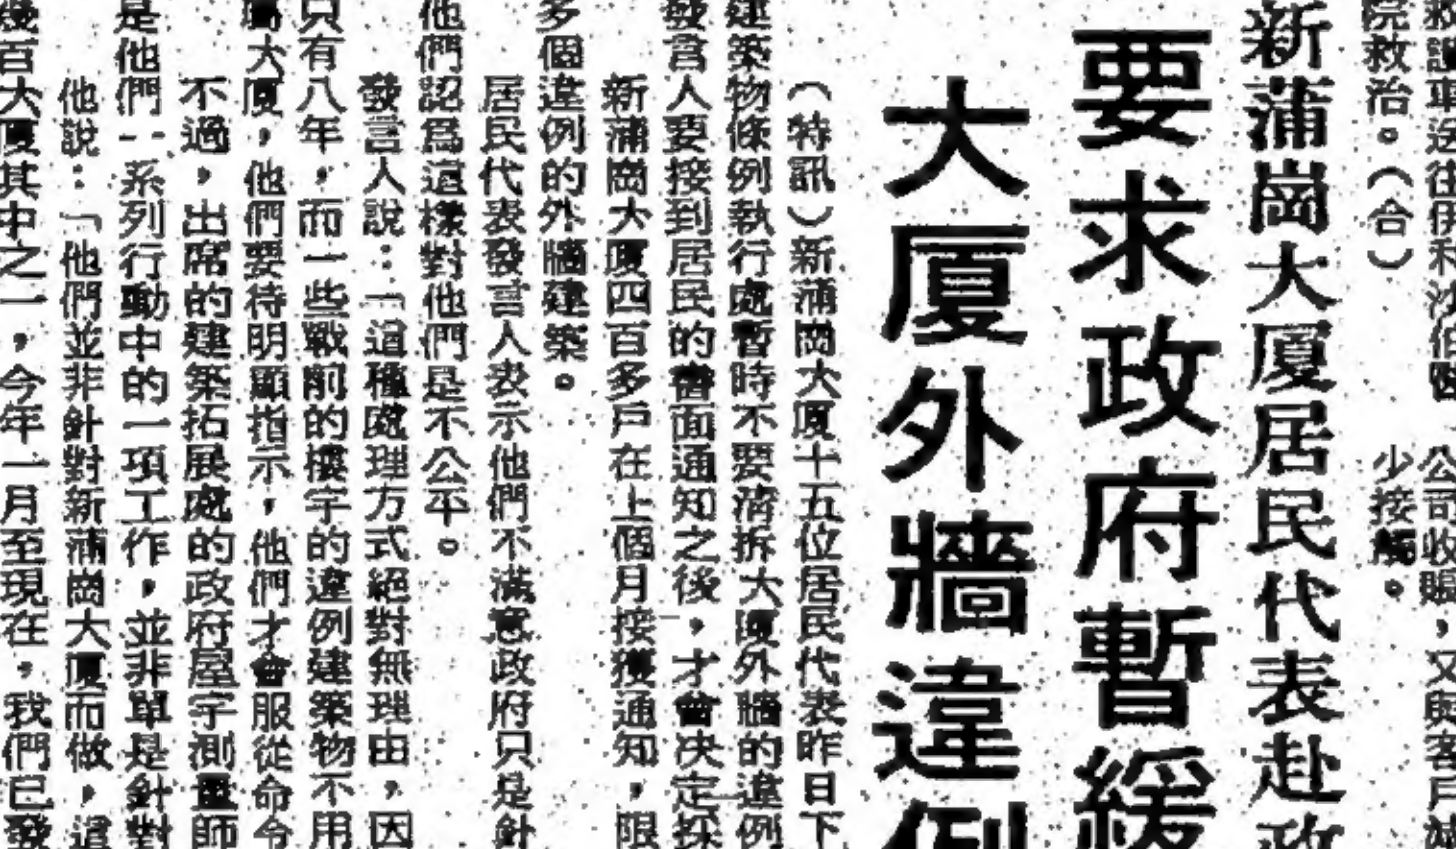 院救治。(合)
少接觸。
新蒲崗大厦居民代表赴政
要求政府暫緩
大厦外牆違例
(特訊)新蒲崗大厦十五位居民代表昨日下
建築物條例執行處暫時不要清拆大厦外牆的違例
發言人要接到居民的書面通知之後,才會決定採
新蒲崗大厦四百多戶在上個月接獲通知,限
多個違例的外牆建築。
居民代表發言人表示他們不滿意政府只是針
他們認爲這樣對他們是不公平。
發言人說:「這種處理方式絕對無理由,因
只有八年,而一些戰前的樓宇的違例建築物不用
大厦,他們要待明顯指示,他們才會服從命令
不過,出席的建築拓展處的政府屋宇測量師
是他們一系列行動中的一項工作,並非單是針對
他說:「他們並非針對新蒲崗大厦而做,這
幾百大厦其中之一,今年一月至現在,我們已發